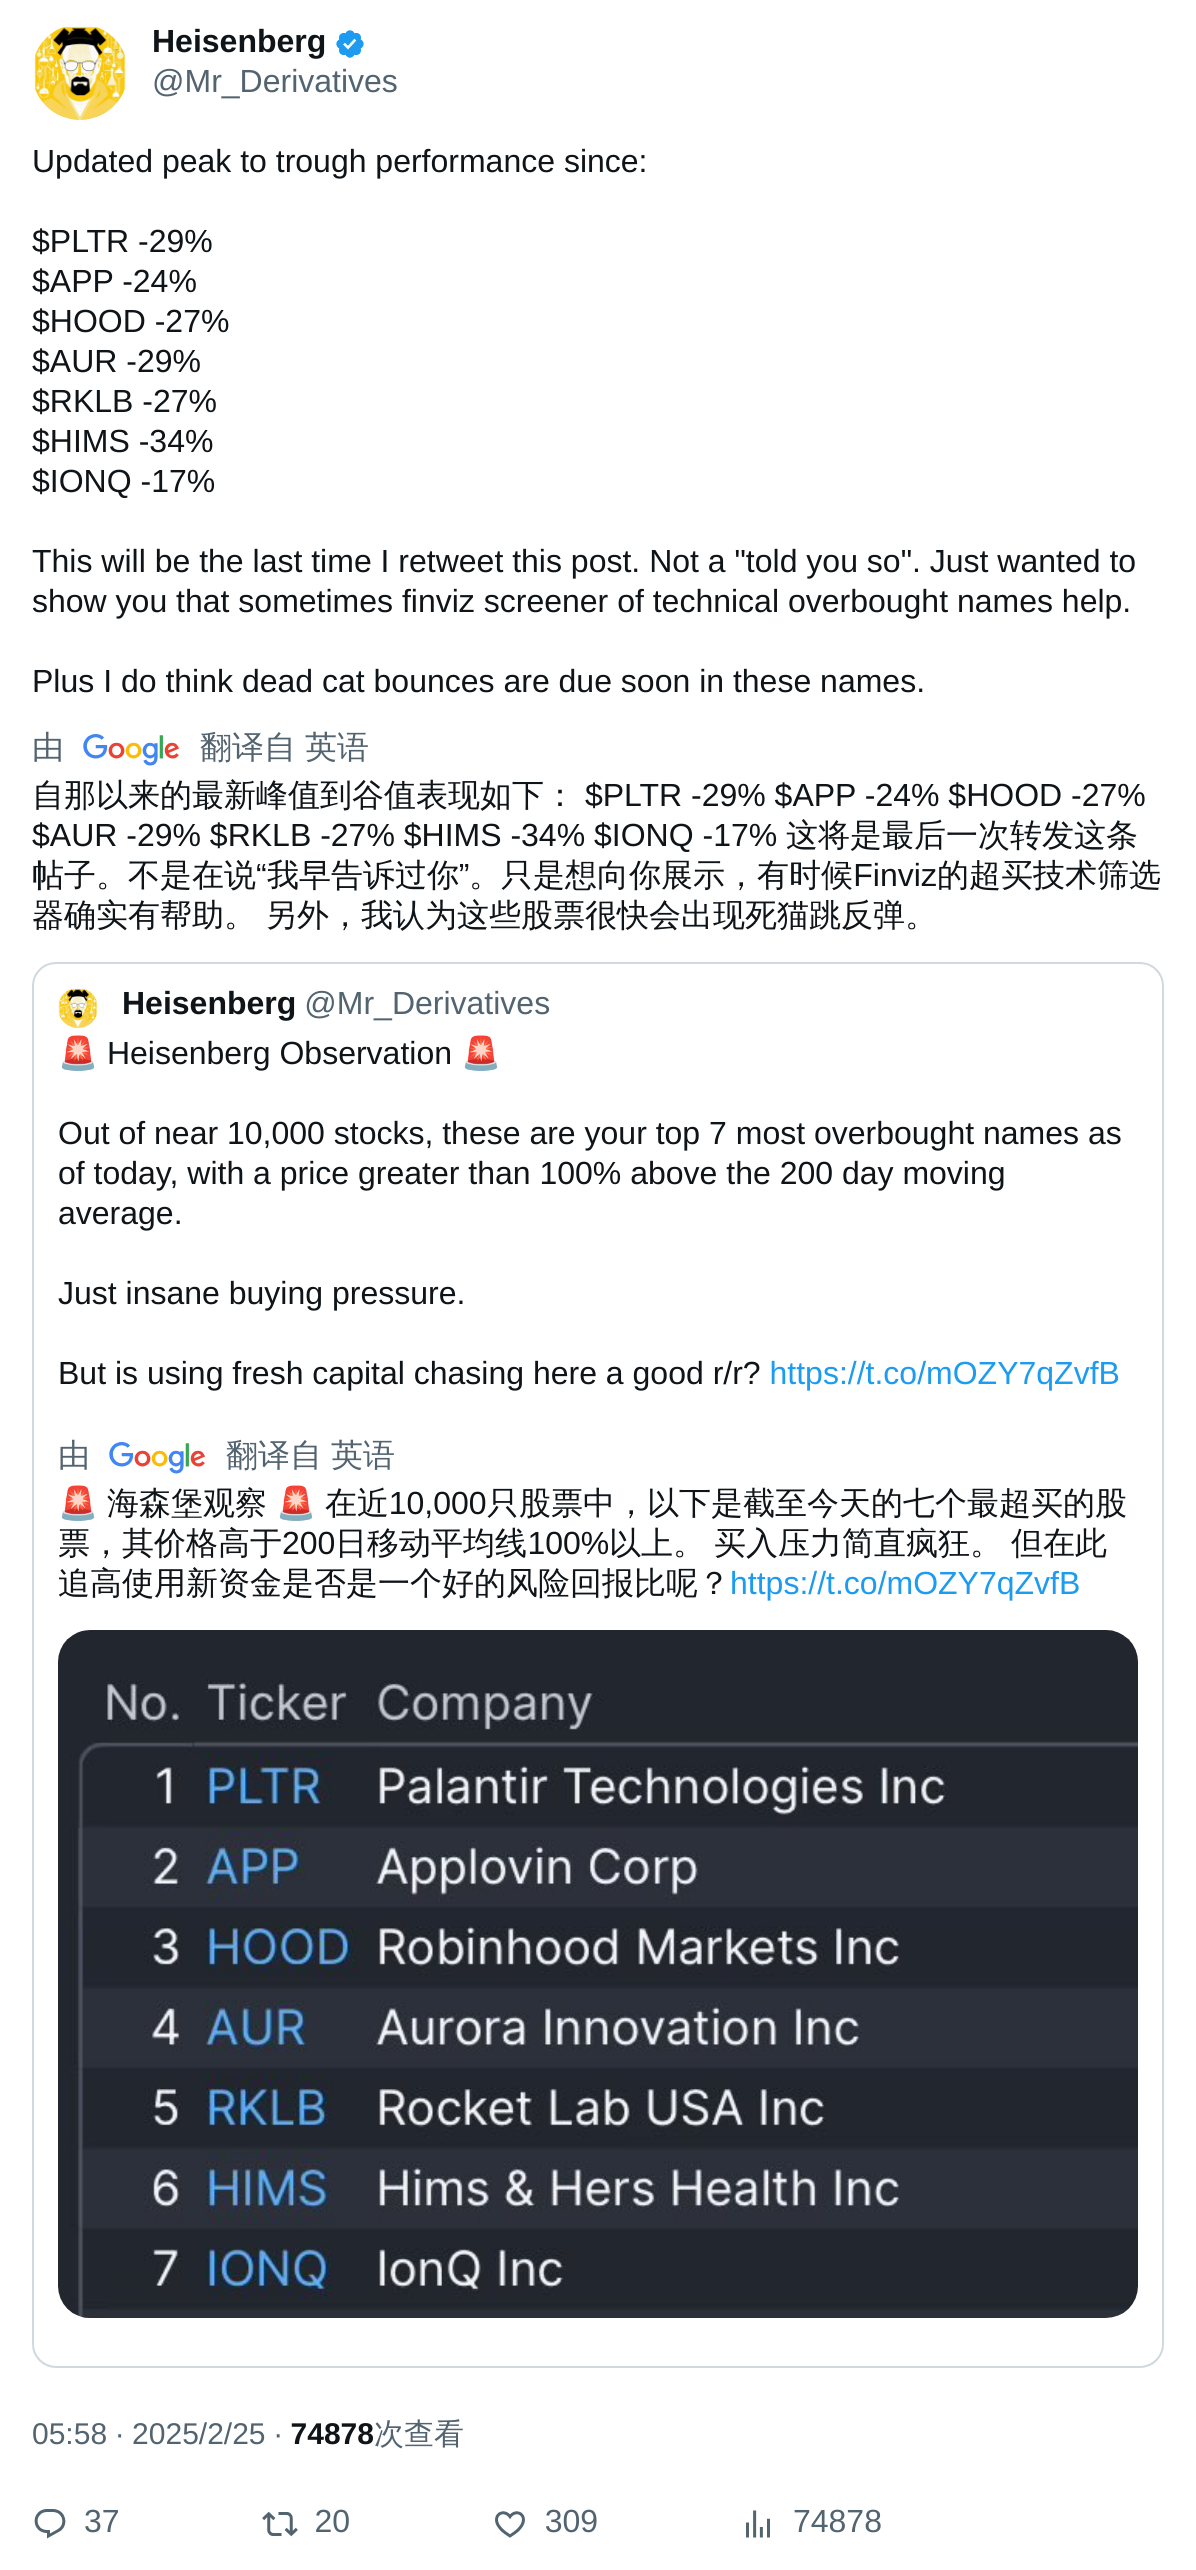 Heisenberg
@Mr_Derivatives
Updated peak to trough performance since:
$PLTR -29%
$APP -24%
$HOOD -27%
$AUR -29%
$RKLB -27%
$HIMS -34%
$IONQ -17%
This will be the last time I retweet this post. Not a "told you so". Just wanted to
show you that sometimes finviz screener of technical overbought names help.
Plus I do think dead cat bounces are due soon in these names.
由 Google 翻译自 英语
自那以来的最新峰值到谷值表现如下： $PLTR -29% $APP -24% $HOOD -27%
$AUR -29% $RKLB -27% $HIMS -34% $IONQ -17% 这将是最后一次转发这条
帖子。不是在说“我早告诉过你”。只是想向你展示，有时候Finviz的超买技术筛选
器确实有帮助。 另外，我认为这些股票很快会出现死猫跳反弹。
Heisenberg @Mr_Derivatives
🚨 Heisenberg Observation 🚨
Out of near 10,000 stocks, these are your top 7 most overbought names as
of today, with a price greater than 100% above the 200 day moving
average.
Just insane buying pressure.
But is using fresh capital chasing here a good r/r? https://t.co/mOZY7qZvfB
由 Google 翻译自 英语
🚨 海森堡观察 🚨 在近10,000只股票中，以下是截至今天的七个最超买的股
票，其价格高于200日移动平均线100%以上。 买入压力简直疯狂。 但在此
追高使用新资金是否是一个好的风险回报比呢？https://t.co/mOZY7qZvfB
No. Ticker Company
1 PLTR Palantir Technologies Inc
2 APP Applovin Corp
3 HOOD Robinhood Markets Inc
4 AUR Aurora Innovation Inc
5 RKLB Rocket Lab USA Inc
6 HIMS Hims & Hers Health Inc
7 IONQ IonQ Inc
05:58 · 2025/2/25 · 74878次查看
37 20 309 74878